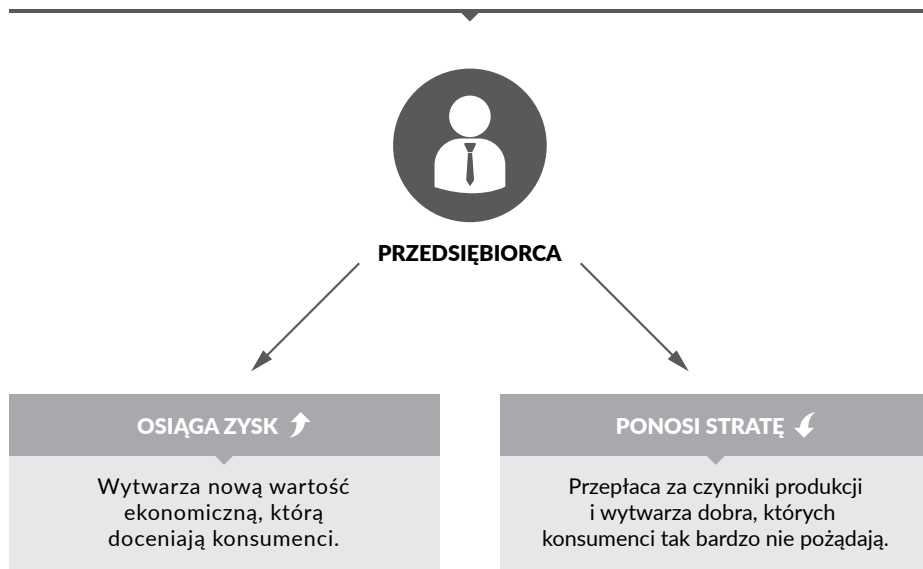 PRZEDSIĘBIORCA
OSIĄGA ZYSK
Wytwarza nową wartość
ekonomiczną, którą
doceniają konsumenci.
PONOSI STRATĘ
Przepłaca za czynniki produkcji
i wytwarza dobra, których
konsumenci tak bardzo nie pożądają.